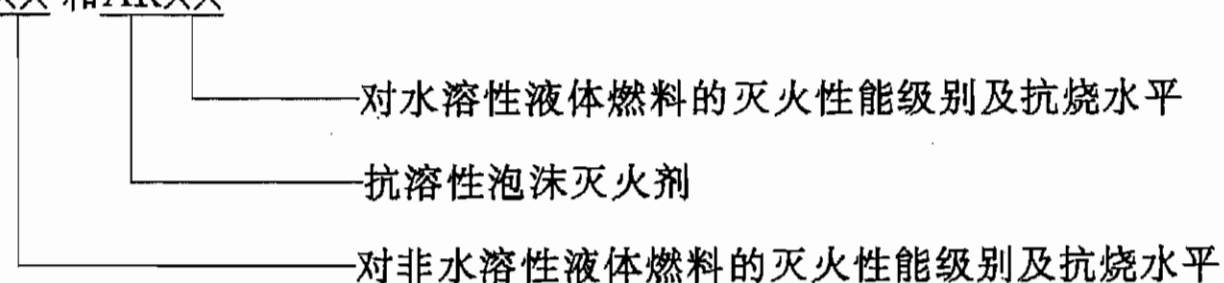 和
对水溶性液体燃料的灭火性能级别及抗烧水平
抗溶性泡沫灭火剂
对非水溶性液体燃料的灭火性能级别及抗烧水平